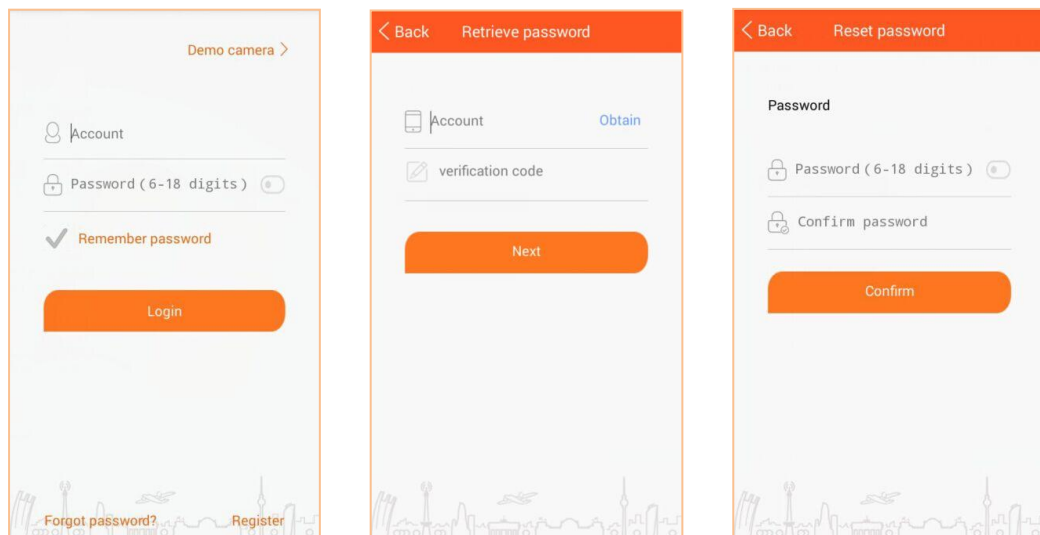 Demo camera >
Account
Password (6-18 digits)
Remember password
Login
Forgot password? Register
< Back Retrieve password
Account Obtain
verification code
Next
< Back Reset password
Password
Password (6-18 digits)
Confirm password
Confirm